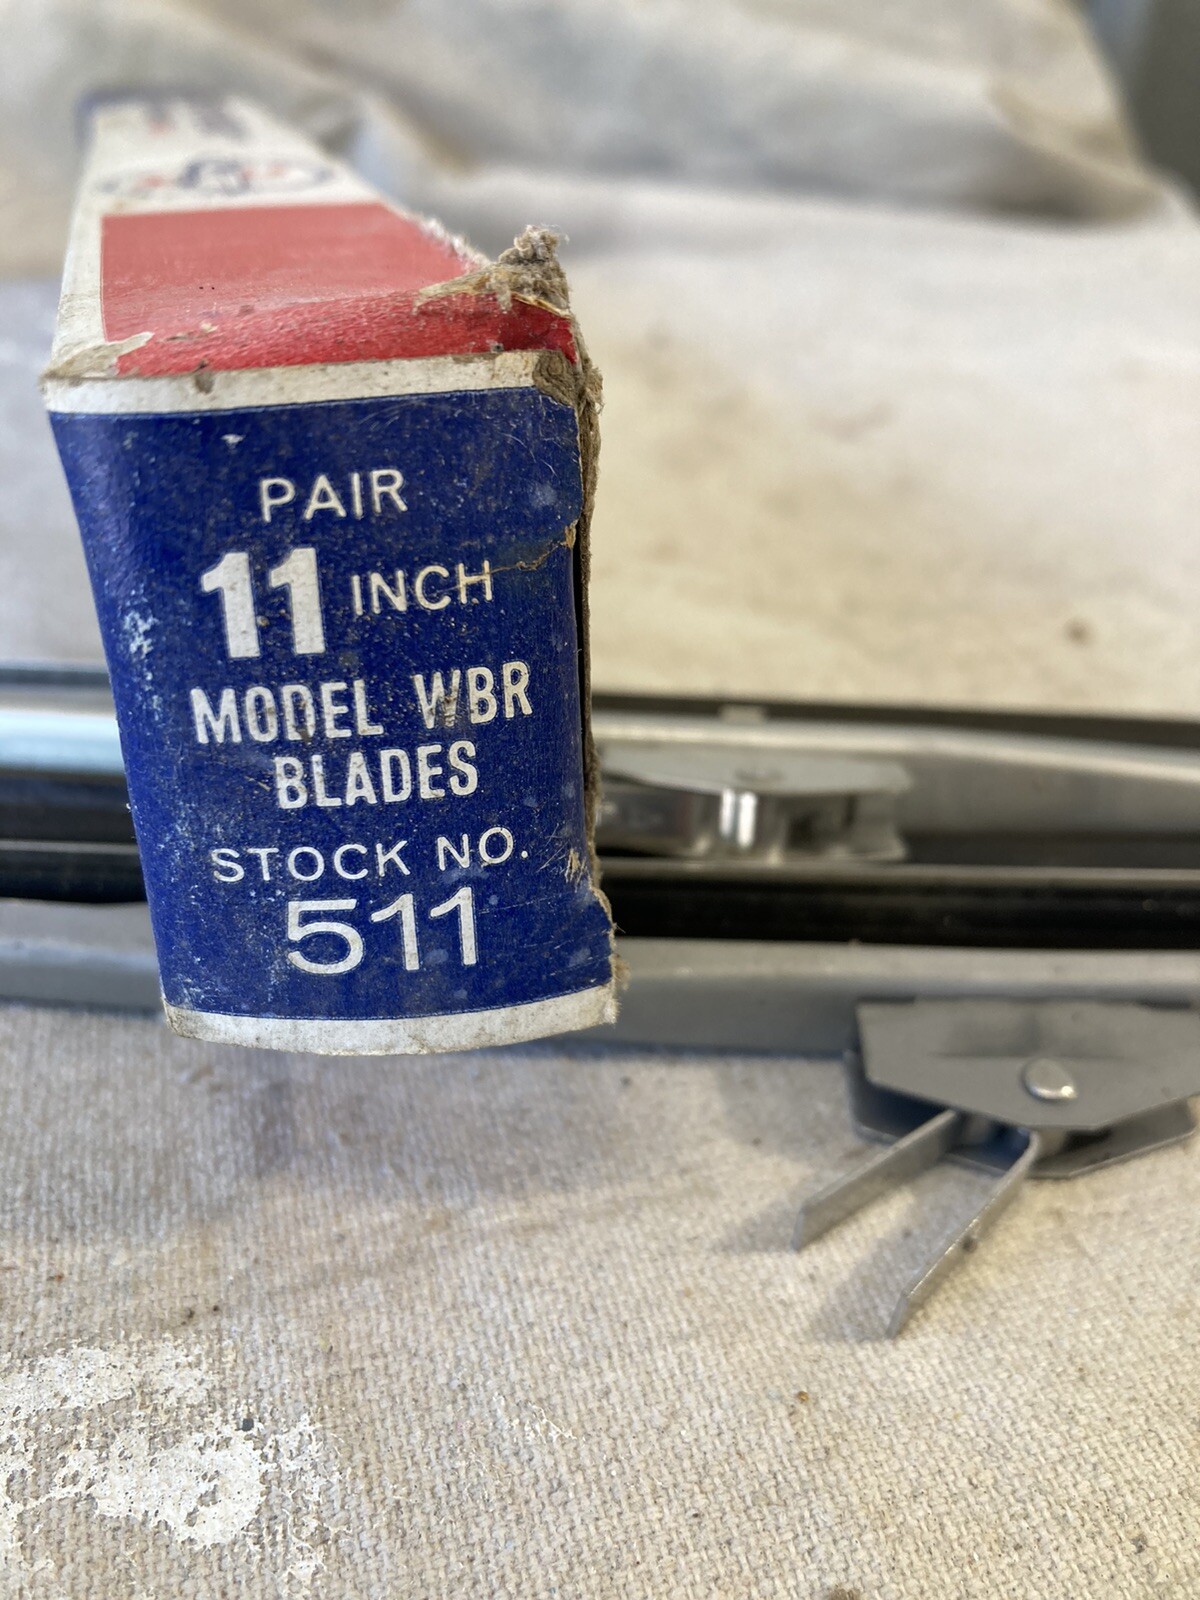 PAIR
11 INCH
MODEL WBR
BLADES
STOCK NO.
511